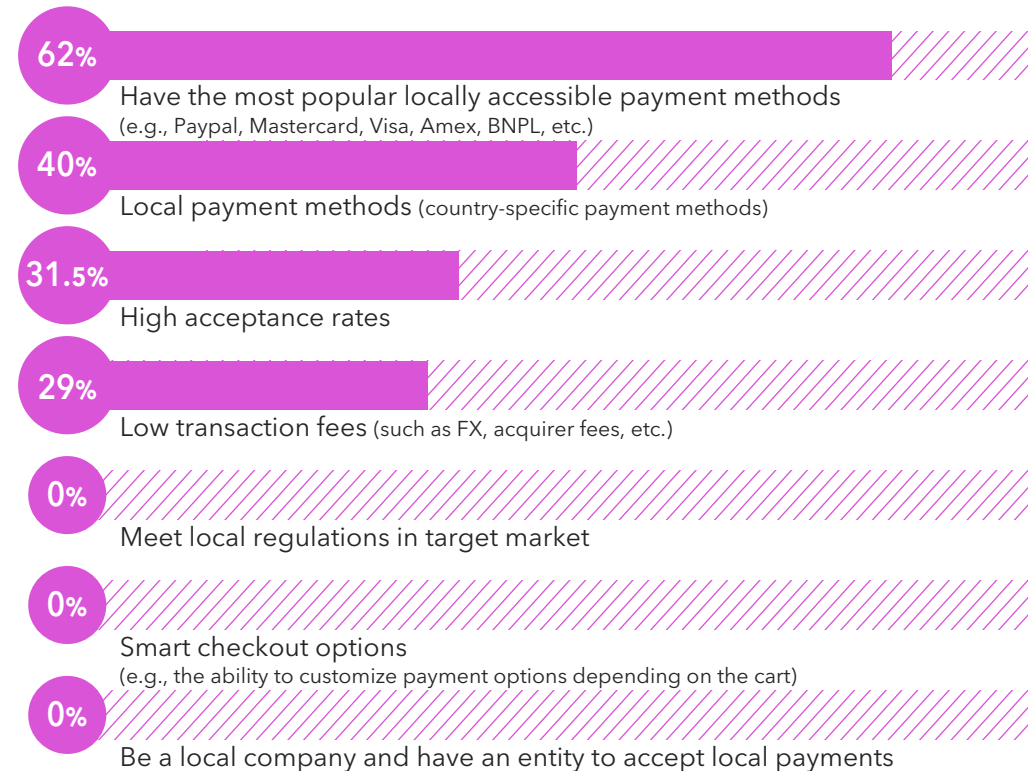 62%
Have the most popular locally accessible payment methods
(e.g., Paypal, Mastercard, Visa, Amex, BNPL, etc.)
40%
Local payment methods (country-specific payment methods)
31.5%
High acceptance rates
29%
Low transaction fees (such as FX, acquirer fees, etc.)
0%
Meet local regulations in target market
0%
Smart checkout options
(e.g., the ability to customize payment options depending on the cart)
0%
Be a local company and have an entity to accept local payments